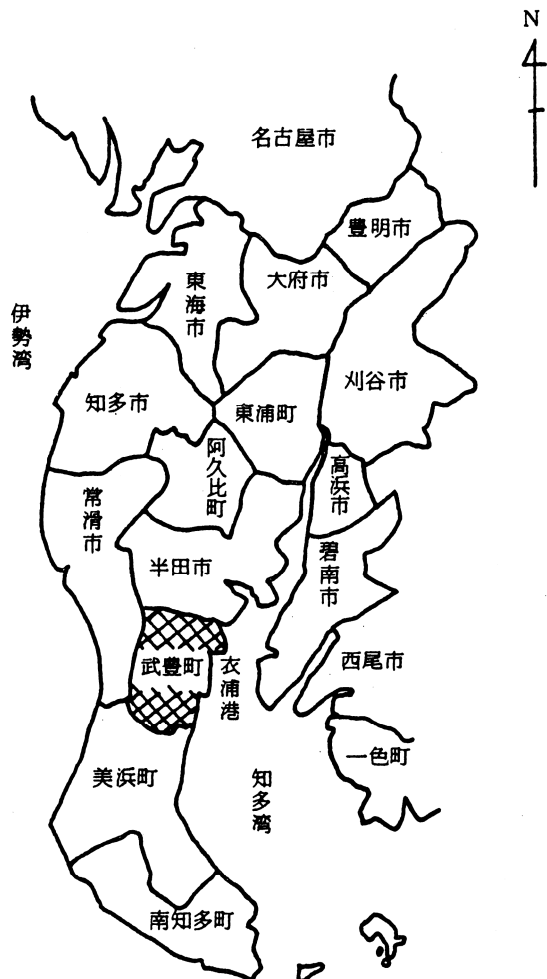 N
名古屋市
豊明市
大府市
東海市
伊勢湾
刈谷市
知多市
東浦町
阿久比町
高浜市
常滑市
碧南市
半田市
西尾市
武豊町
衣浦港
一色町
美浜町
知多湾
南知多町